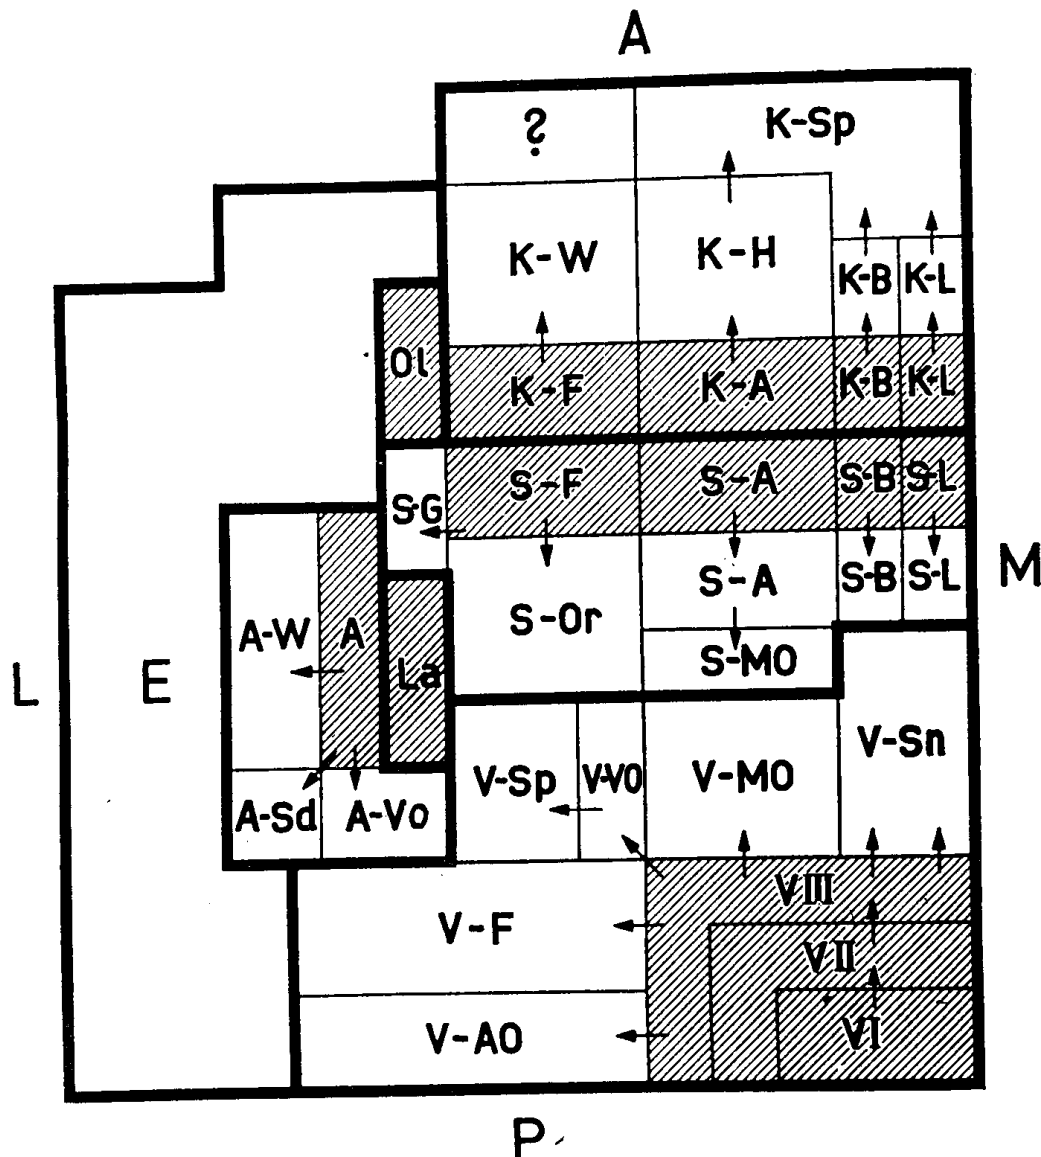 A
?
K-Sp
K-W
K-H
K-B
K-L
Ol
K-F
K-A
K-B
K-L
S-F
S-A
S-B
S-L
S-G
S-A
S-B
S-L
M
S-Or
A-W
A
La
S-MO
L
E
V-Sn
V-Sp
V-VO
V-MO
A-Sd
A-Vo
VIII
V-F
VII
V-AO
VI
P